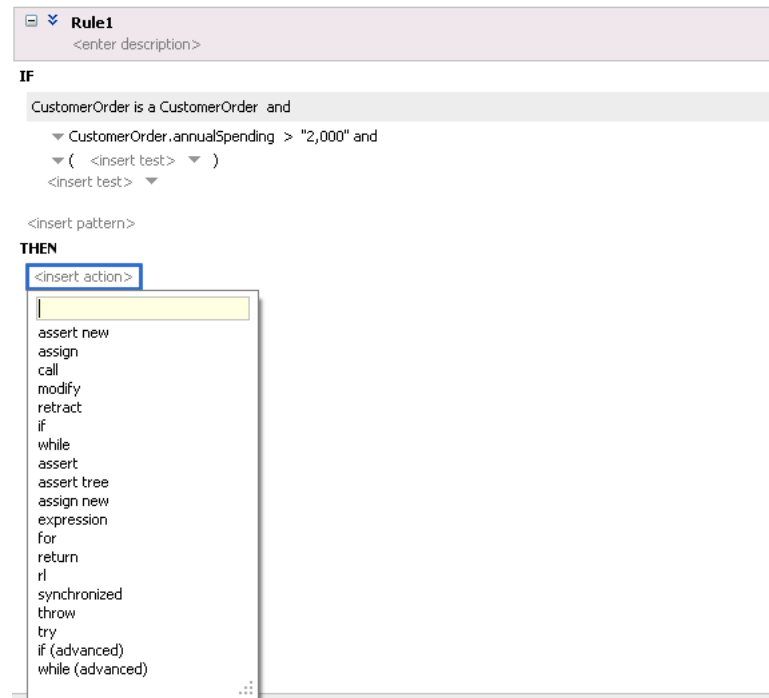 Rule1
<enter description>
IF
CustomerOrder is a CustomerOrder and
CustomerOrder.annualSpending > "2,000" and
( <insert test> )
<insert test>
<insert pattern>
THEN
<insert action>
assert new
assign
call
modify
retract
if
while
assert
assert tree
assign new
expression
for
return
rl
synchronized
throw
try
if (advanced)
while (advanced)